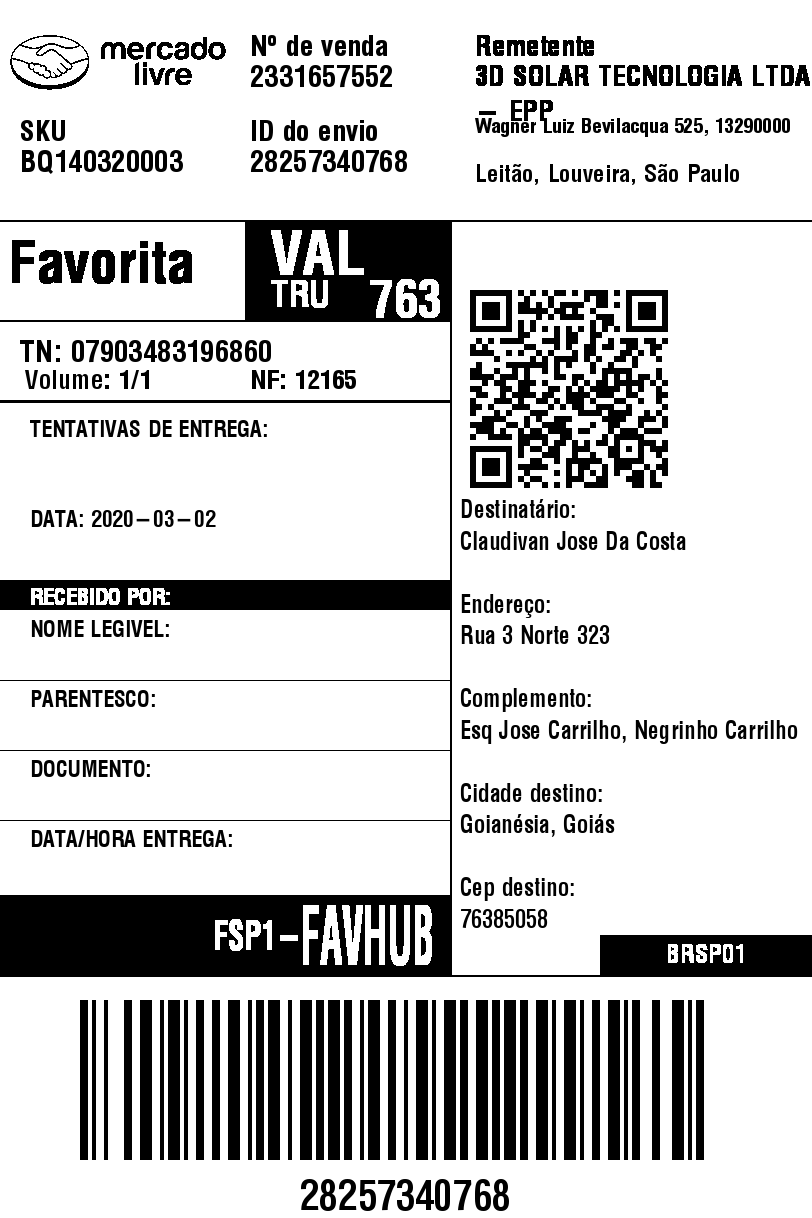 mercado
livre
Nº de venda
2331657552
Remetente
3D SOLAR TECNOLOGIA LTDA
– EPP
Wagner Luiz Bevilacqua 525, 13290000
SKU
BQ140320003
ID do envio
28257340768
Leitão, Louveira, São Paulo
Favorita
VAL
TRU 763
TN: 07903483196860
Volume: 1/1 NF: 12165
TENTATIVAS DE ENTREGA:
DATA: 2020–03–02
RECEBIDO POR:
NOME LEGIVEL:
PARENTESCO:
DOCUMENTO:
DATA/HORA ENTREGA:
FSP1–FAVHUB
Destinatário:
Claudivan Jose Da Costa
Endereço:
Rua 3 Norte 323
Complemento:
Esq Jose Carrilho, Negrinho Carrilho
Cidade destino:
Goianésia, Goiás
Cep destino:
76385058
BRSP01
28257340768